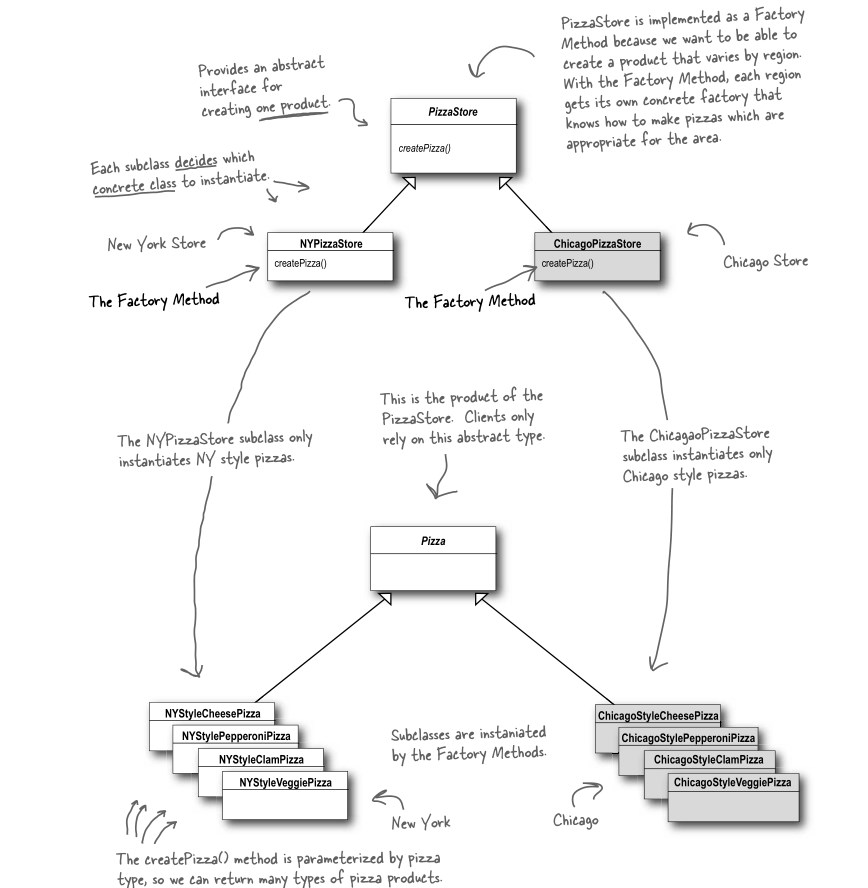 PizzaStore is implemented as a Factory
Method because we want to be able to
create a product that varies by region.
With the Factory Method, each region
gets its own concrete factory that
knows how to make pizzas which are
appropriate for the area.
Provides an abstract
interface for
creating one product.
PizzaStore
createPizza()
Each subclass decides which
concrete class to instantiate.
New York Store
NYPizzaStore
createPizza()
The Factory Method
ChicagoPizzaStore
createPizza()
The Factory Method
Chicago Store
The NYPizzaStore subclass only
instantiates NY style pizzas.
This is the product of the
PizzaStore. Clients only
rely on this abstract type.
The ChicagaoPizzaStore
subclass instantiates only
Chicago style pizzas.
Pizza
NYStyleCheesePizza
NYStylePepperoniPizza
NYStyleClamPizza
NYStyleVeggiePizza
Subclasses are instaniated
by the Factory Methods.
ChicagoStyleCheesePizza
ChicagoStylePepperoniPizza
ChicagoStyleClamPizza
ChicagoStyleVeggiePizza
New York
Chicago
The createPizza() method is parameterized by pizza
type, so we can return many types of pizza products.